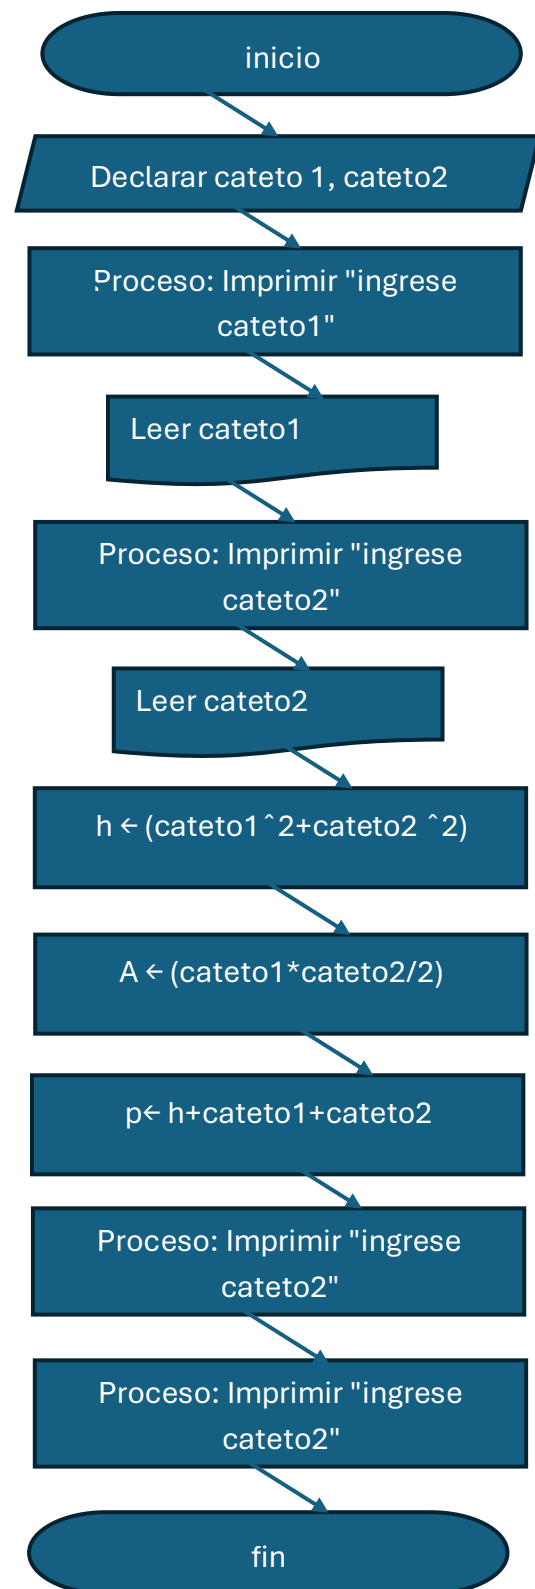 inicio
Declarar cateto 1, cateto2
Proceso: Imprimir "ingrese
cateto1"
Leer cateto1
Proceso: Imprimir "ingrese
cateto2"
Leer cateto2
h ← (cateto1ˆ2+cateto2 ˆ2)
A ← (cateto1*cateto2/2)
p← h+cateto1+cateto2
Proceso: Imprimir "ingrese
cateto2"
Proceso: Imprimir "ingrese
cateto2"
fin